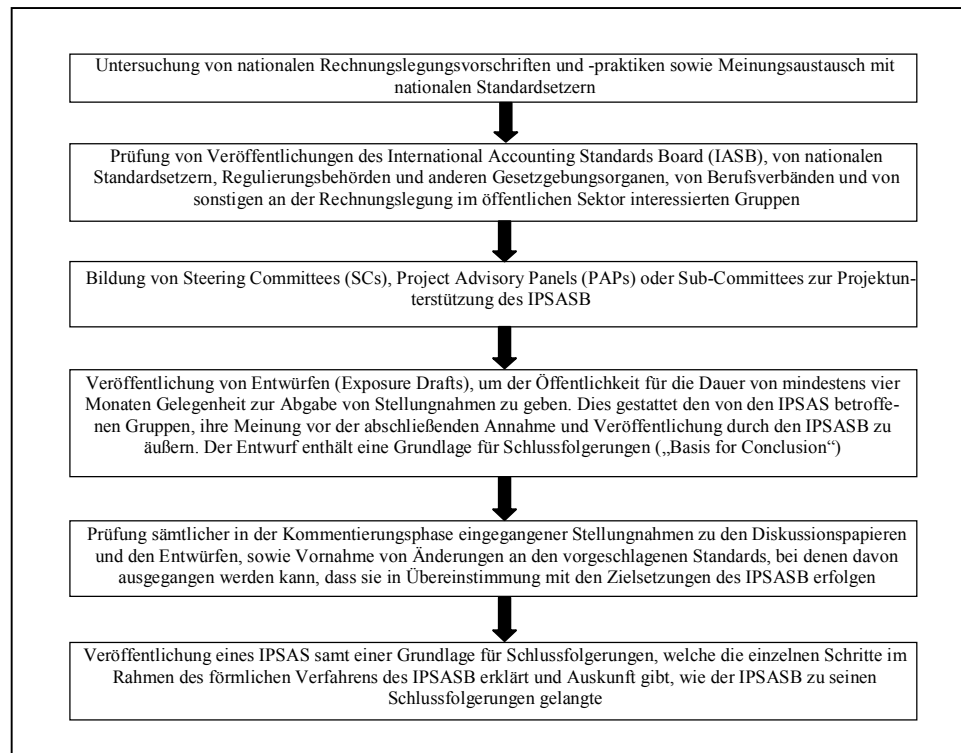 Untersuchung von nationalen Rechnungslegungsvorschriften und -praktiken sowie Meinungsaustausch mit
nationalen Standardsetzern
Prüfung von Veröffentlichungen des International Accounting Standards Board (IASB), von nationalen
Standardsetzern, Regulierungsbehörden und anderen Gesetzgebungsorganen, von Berufsverbänden und von
sonstigen an der Rechnungslegung im öffentlichen Sektor interessierten Gruppen
Bildung von Steering Committees (SCs), Project Advisory Panels (PAPs) oder Sub-Committees zur Projektun-
terstützung des IPSASB
Veröffentlichung von Entwürfen (Exposure Drafts), um der Öffentlichkeit für die Dauer von mindestens vier
Monaten Gelegenheit zur Abgabe von Stellungnahmen zu geben. Dies gestattet den von den IPSAS betroffe-
nen Gruppen, ihre Meinung vor der abschließenden Annahme und Veröffentlichung durch den IPSASB zu
äußern. Der Entwurf enthält eine Grundlage für Schlussfolgerungen („Basis for Conclusion“)
Prüfung sämtlicher in der Kommentierungsphase eingegangener Stellungnahmen zu den Diskussionspapieren
und den Entwürfen, sowie Vornahme von Änderungen an den vorgeschlagenen Standards, bei denen davon
ausgegangen werden kann, dass sie in Übereinstimmung mit den Zielsetzungen des IPSASB erfolgen
Veröffentlichung eines IPSAS samt einer Grundlage für Schlussfolgerungen, welche die einzelnen Schritte im
Rahmen des förmlichen Verfahrens des IPSASB erklärt und Auskunft gibt, wie der IPSASB zu seinen
Schlussfolgerungen gelangte